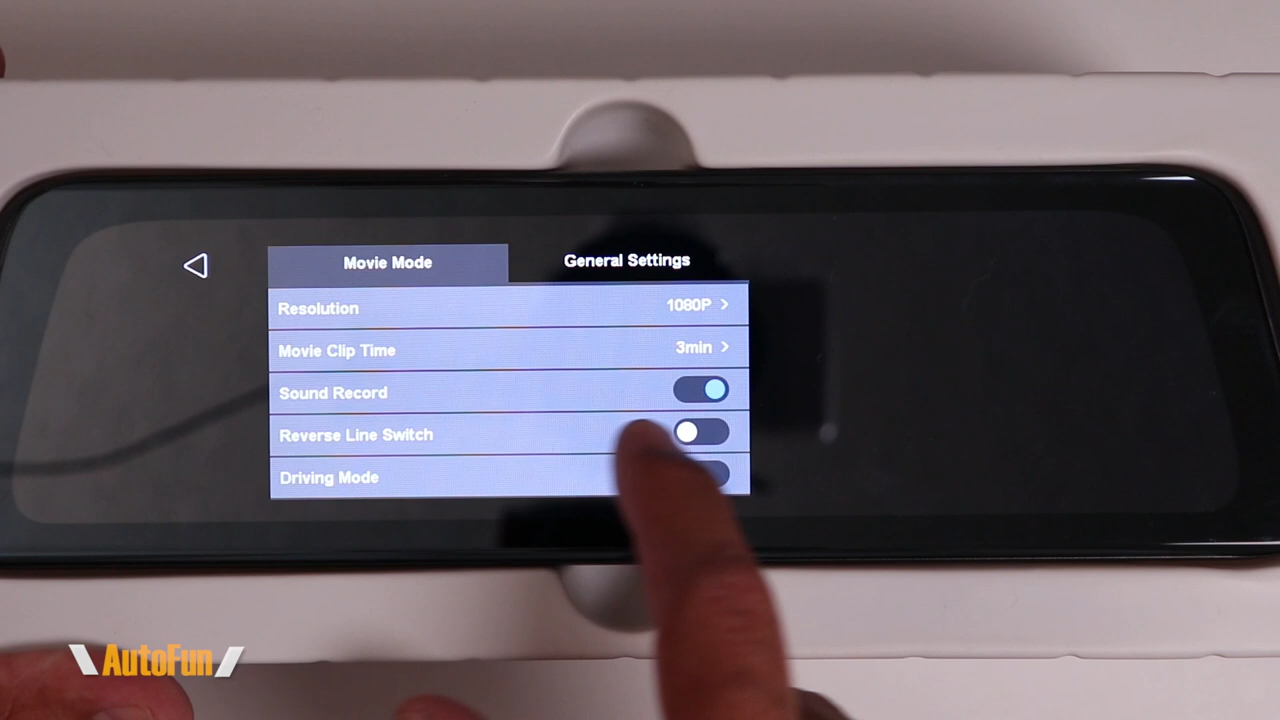 Movie Mode
General Settings
Resolution 1080P >
Movie Clip Time 3min >
Sound Record
Reverse Line Switch
Driving Mode
AutoFun